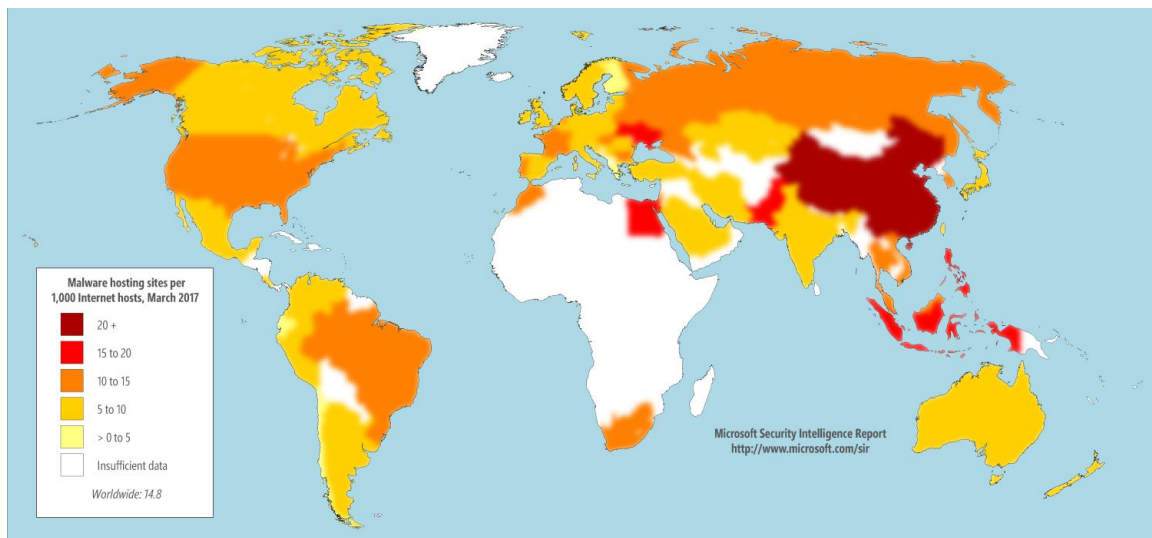 Malware hosting sites per
1,000 Internet hosts, March 2017
20 +
15 to 20
10 to 15
5 to 10
> 0 to 5
Insufficient data
Worldwide: 14.8
Microsoft Security Intelligence Report
http://www.microsoft.com/sir